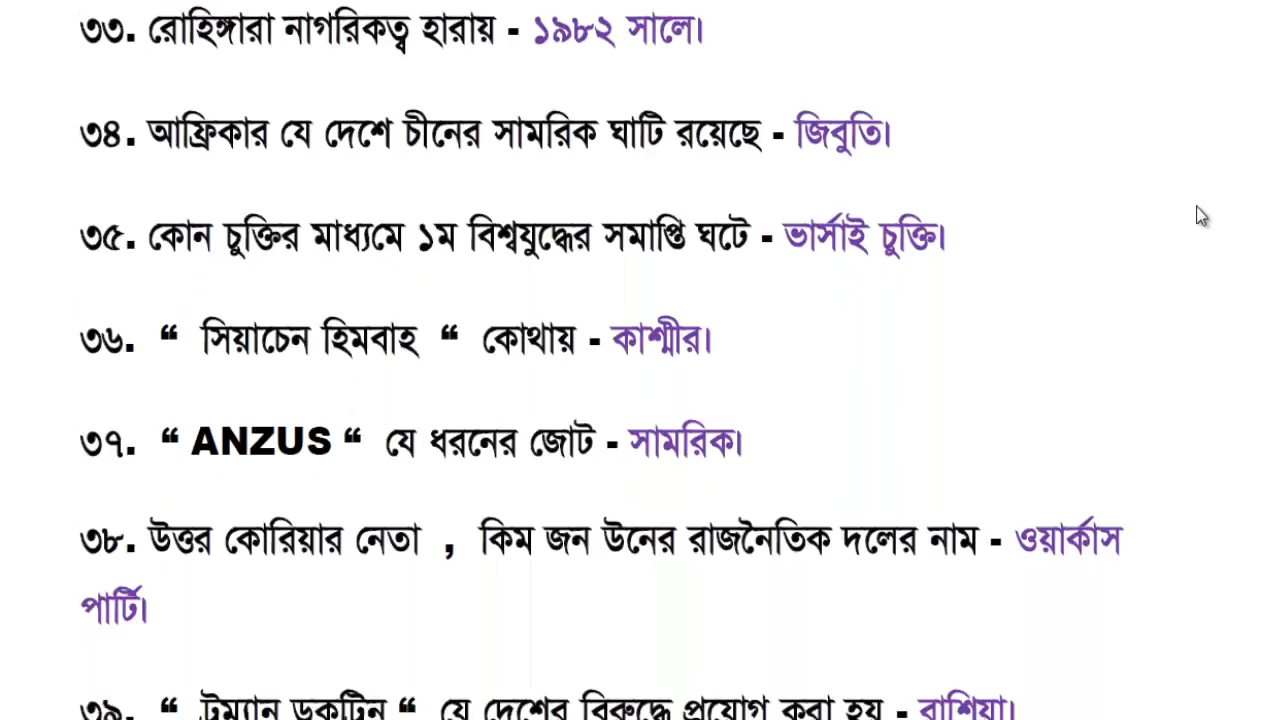 ৩৩. রোহিঙ্গারা নাগরিকত্ব হারায় - ১৯৮২ সালে।
৩৪. আফ্রিকার যে দেশে চীনের সামরিক ঘাটি রয়েছে - জিবুতি।
৩৫. কোন চুক্তির মাধ্যমে ১ম বিশ্বযুদ্ধের সমাপ্তি ঘটে - ভার্সাই চুক্তি।
৩৬. “ সিয়াচেন হিমবাহ “ কোথায় - কাশ্মীর।
৩৭. “ ANZUS “ যে ধরনের জোট - সামরিক।
৩৮. উত্তর কোরিয়ার নেতা , কিম জন উনের রাজনৈতিক দলের নাম - ওয়ার্কাস
পার্টি।
৩৯. “ ট্রুম্যান ডকট্রিন “ যে দেশের বিরুদ্ধে প্রয়োগ করা হয় - রাশিয়া।